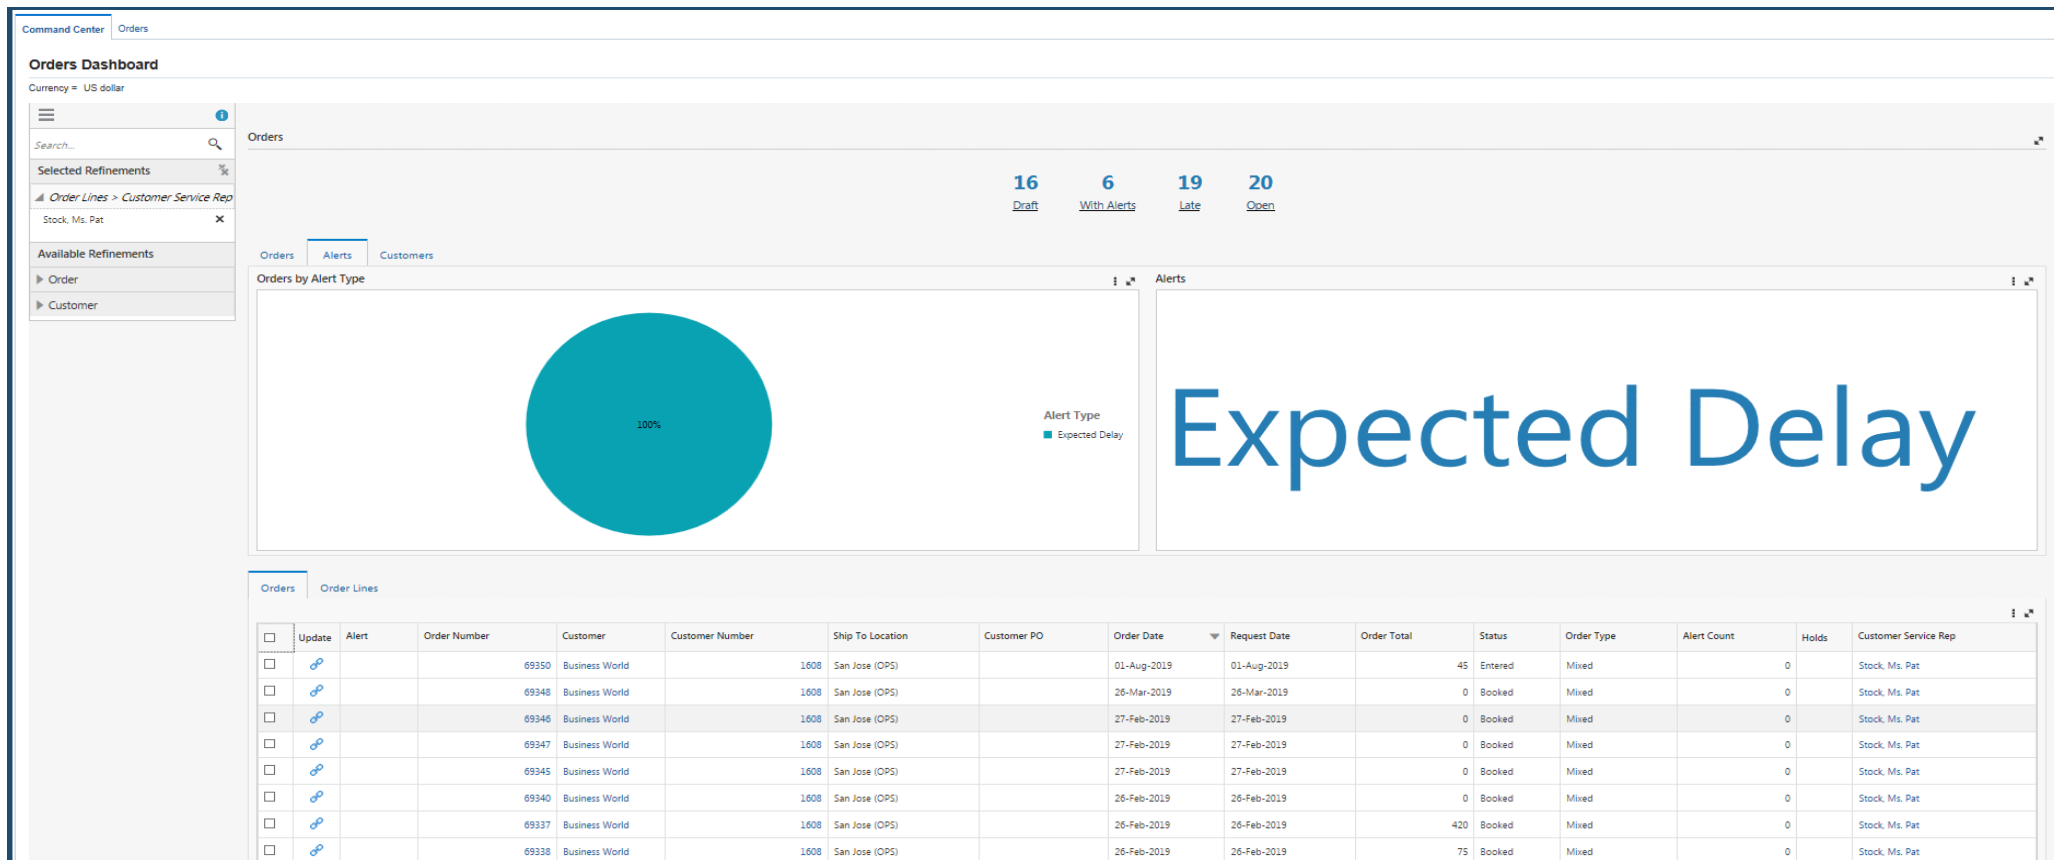 Command Center Orders
Orders Dashboard
Currency = US dollar
Search...
Selected Refinements
Order Lines > Customer Service Rep
Stock, Ms. Pat
Available Refinements
Order
Customer
Orders
16 6 19 20
Draft With Alerts Late Open
Orders Alerts Customers
Orders by Alert Type
100%
Alert Type
Expected Delay
Alerts
Expected Delay
Orders Order Lines
Update Alert Order Number Customer Customer Number Ship To Location Customer PO Order Date Request Date Order Total Status Order Type Alert Count Holds Customer Service Rep
69350 Business World 1608 San Jose (OPS) 01-Aug-2019 01-Aug-2019 45 Entered Mixed 0 Stock, Ms. Pat
69348 Business World 1608 San Jose (OPS) 26-Mar-2019 26-Mar-2019 0 Booked Mixed 0 Stock, Ms. Pat
69346 Business World 1608 San Jose (OPS) 27-Feb-2019 27-Feb-2019 0 Booked Mixed 0 Stock, Ms. Pat
69347 Business World 1608 San Jose (OPS) 27-Feb-2019 27-Feb-2019 0 Booked Mixed 0 Stock, Ms. Pat
69345 Business World 1608 San Jose (OPS) 27-Feb-2019 27-Feb-2019 0 Booked Mixed 0 Stock, Ms. Pat
69340 Business World 1608 San Jose (OPS) 26-Feb-2019 26-Feb-2019 0 Booked Mixed 0 Stock, Ms. Pat
69337 Business World 1608 San Jose (OPS) 26-Feb-2019 26-Feb-2019 420 Booked Mixed 0 Stock, Ms. Pat
69338 Business World 1608 San Jose (OPS) 26-Feb-2019 26-Feb-2019 75 Booked Mixed 0 Stock, Ms. Pat